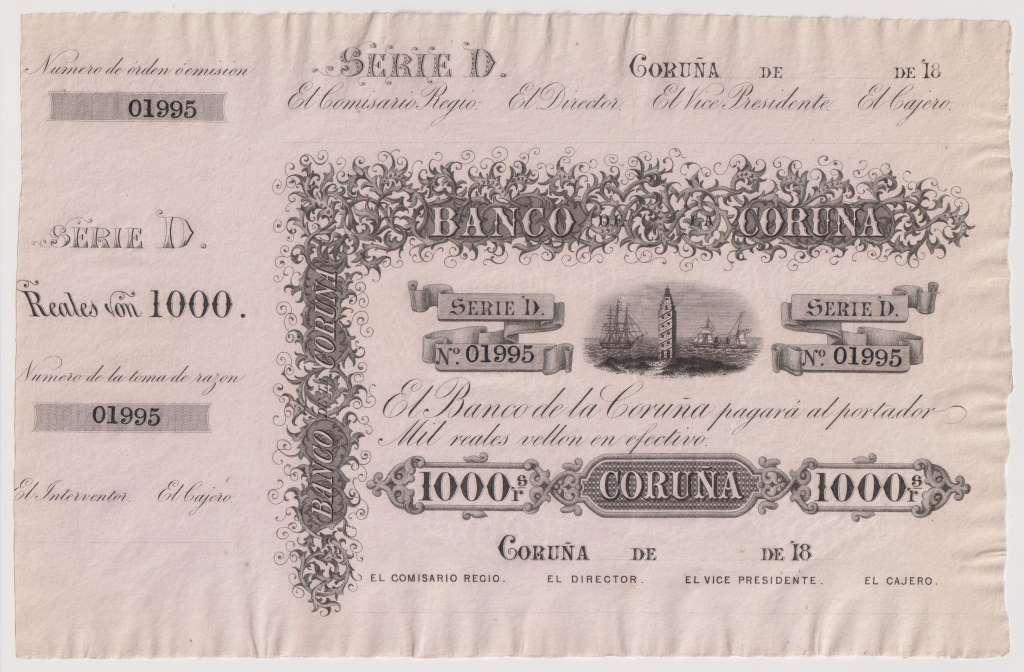 Numero de órden ó emision
01995
SERIE D.
Reales von 1000.
Numero de la toma de razon
01995
El Interventor. El Cajero.
SERIE D. CORUÑA DE DE 18
El Comisario Regio. El Director. El Vice Presidente. El Cajero.
BANCO DE LA CORUÑA
BANCO DE LA CORUÑA
SERIE D.
Nº. 01995
SERIE D.
Nº. 01995
El Banco de la Coruña pagará al portador
Mil reales vellon en efectivo.
1000 rs CORUÑA 1000 rs
CORUÑA DE DE 18
EL COMISARIO REGIO. EL DIRECTOR. EL VICE PRESIDENTE. EL CAJERO.